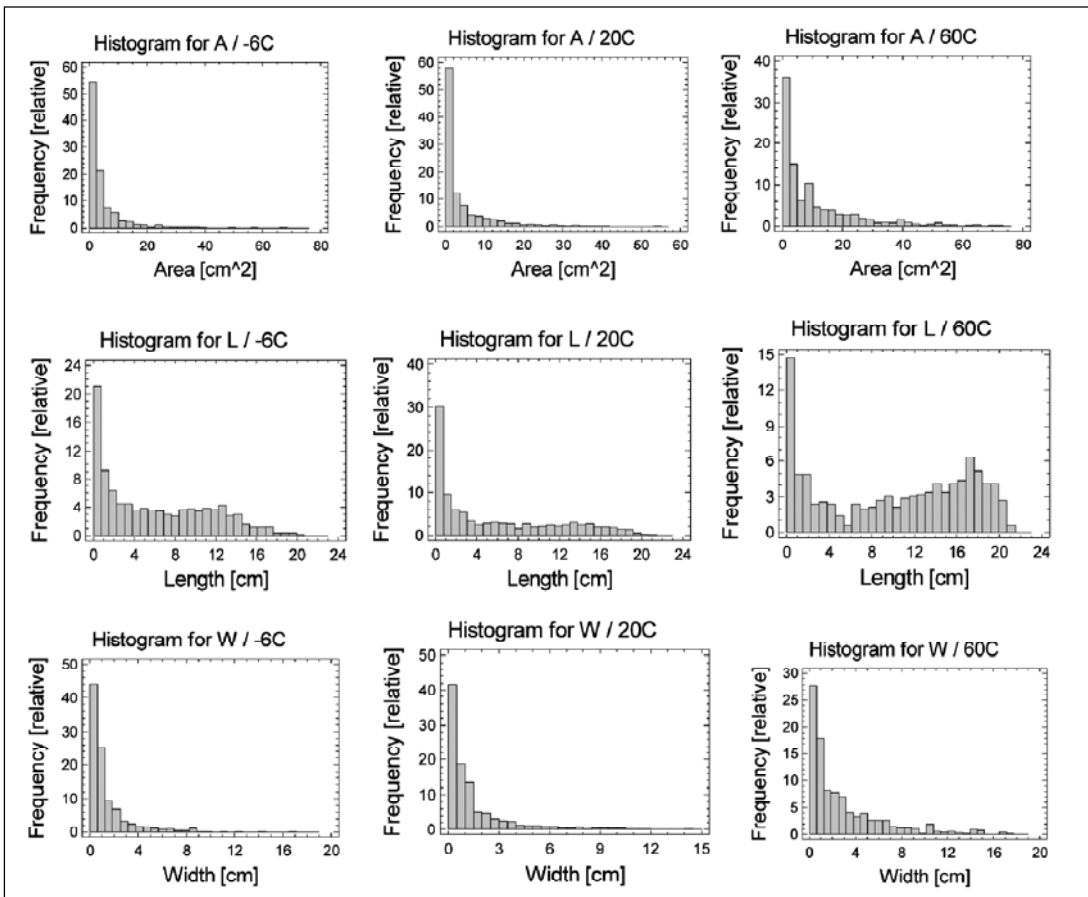 Histogram for A / -6C
Frequency [relative]
60
50
40
30
20
10
0
0 20 40 60 80
Area [cm^2]
Histogram for A / 20C
Frequency [relative]
60
50
40
30
20
10
0
0 10 20 30 40 50 60
Area [cm^2]
Histogram for A / 60C
Frequency [relative]
40
30
20
10
0
0 20 40 60 80
Area [cm^2]
Histogram for L / -6C
Frequency [relative]
24
20
16
12
8
4
0
0 4 8 12 16 20 24
Length [cm]
Histogram for L / 20C
Frequency [relative]
40
30
20
10
0
0 4 8 12 16 20 24
Length [cm]
Histogram for L / 60C
Frequency [relative]
15
12
9
6
3
0
0 4 8 12 16 20 24
Length [cm]
Histogram for W / -6C
Frequency [relative]
50
40
30
20
10
0
0 4 8 12 16 20
Width [cm]
Histogram for W / 20C
Frequency [relative]
50
40
30
20
10
0
0 3 6 9 12 15
Width [cm]
Histogram for W / 60C
Frequency [relative]
30
25
20
15
10
5
0
0 4 8 12 16 20
Width [cm]